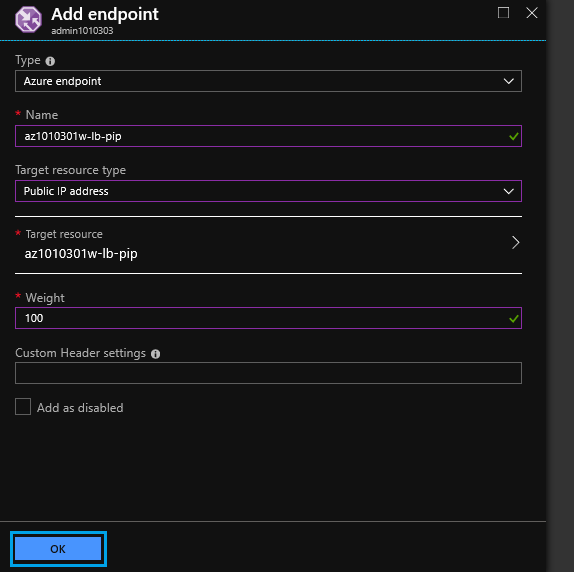 Add endpoint
admin1010303
Type
Azure endpoint
* Name
az1010301w-lb-pip
Target resource type
Public IP address
* Target resource
az1010301w-lb-pip
* Weight
100
Custom Header settings
Add as disabled
OK